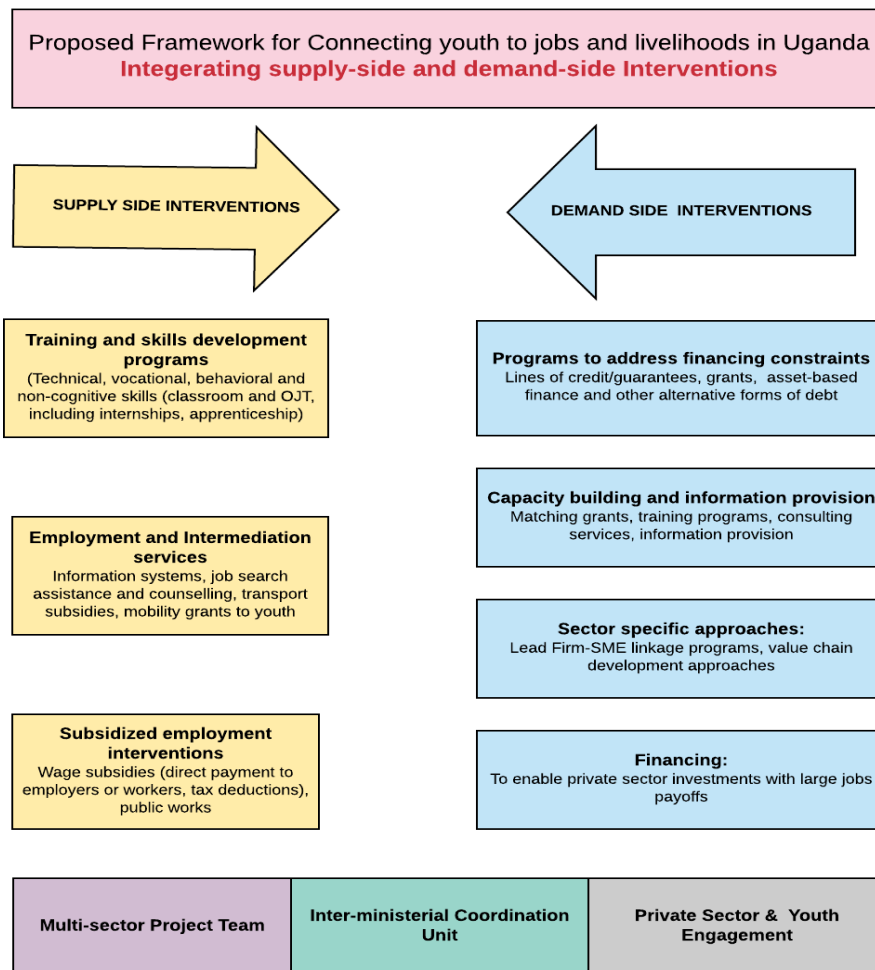 Proposed Framework for Connecting youth to jobs and livelihoods in Uganda
Integerating supply-side and demand-side Interventions
SUPPLY SIDE INTERVENTIONS
DEMAND SIDE INTERVENTIONS
Training and skills development
programs
(Technical, vocational, behavioral and
non-cognitive skills (classroom and OJT,
including internships, apprenticeship)
Employment and Intermediation
services
Information systems, job search
assistance and counselling, transport
subsidies, mobility grants to youth
Subsidized employment
interventions
Wage subsidies (direct payment to
employers or workers, tax deductions),
public works
Programs to address financing constraints
Lines of credit/guarantees, grants, asset-based
finance and other alternative forms of debt
Capacity building and information provision
Matching grants, training programs, consulting
services, information provision
Sector specific approaches:
Lead Firm-SME linkage programs, value chain
development approaches
Financing:
To enable private sector investments with large jobs
payoffs
Multi-sector Project Team
Inter-ministerial Coordination
Unit
Private Sector & Youth
Engagement